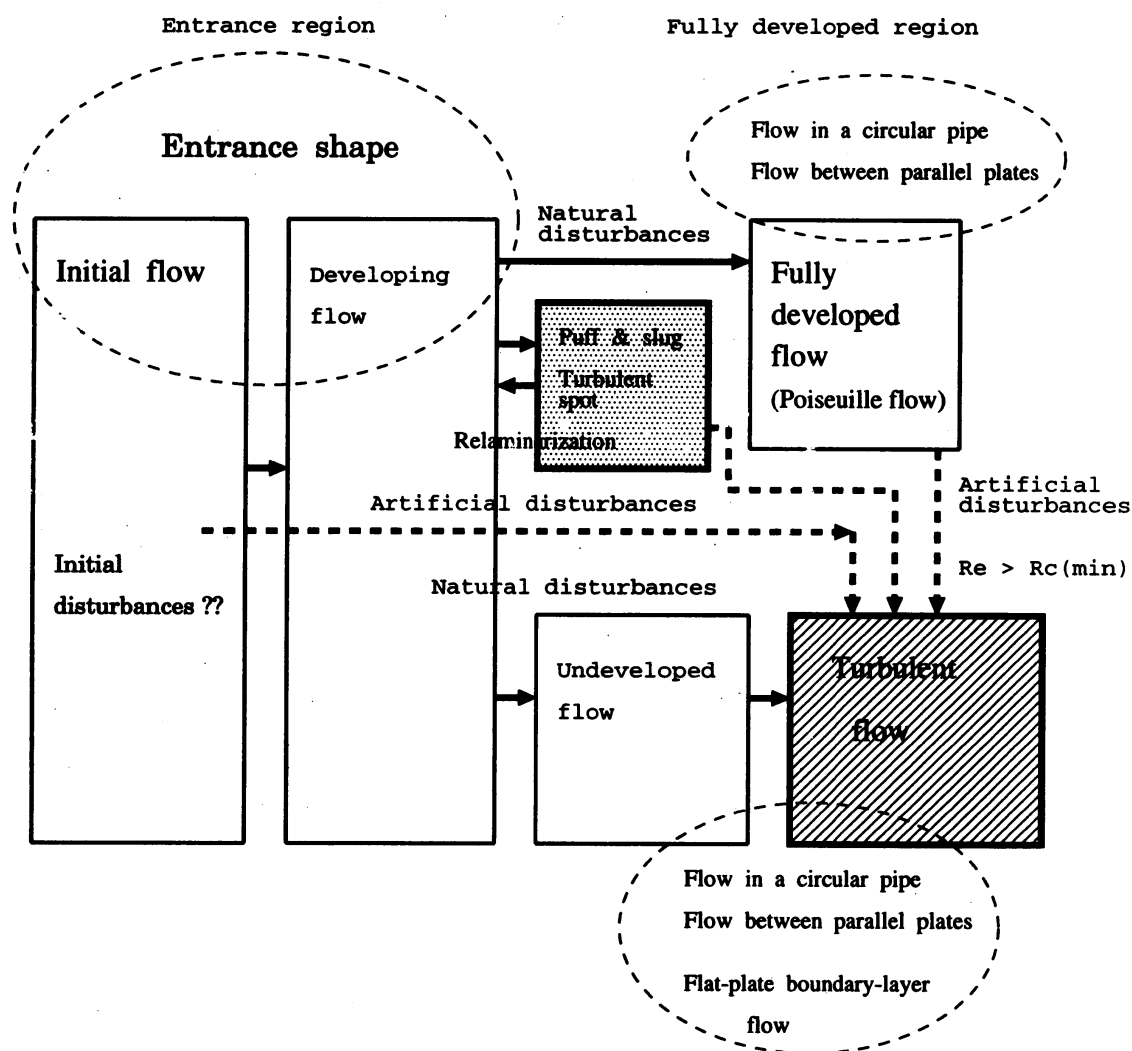 Entrance region
Fully developed region
Entrance shape
Flow in a circular pipe
Flow between parallel plates
Natural
disturbances
Initial flow
Developing
flow
Fully
developed
flow
(Poiseuille flow)
Puff & slug
Turbulent
spot
Relaminarization
Artificial disturbances
Artificial
disturbances
Re > Rc(min)
Initial
disturbances ??
Natural disturbances
Undeveloped
flow
Turbulent
flow
Flow in a circular pipe
Flow between parallel plates
Flat-plate boundary-layer
flow